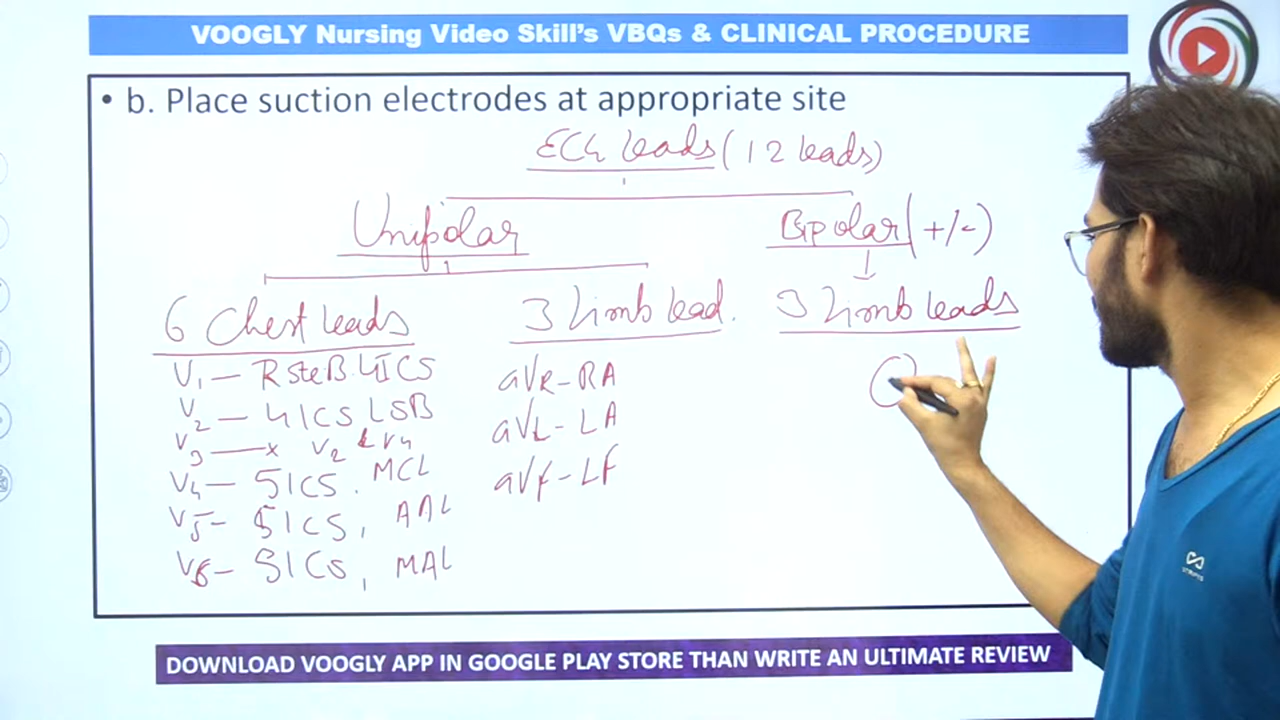 VOOGLY Nursing Video Skill's VBQs & CLINICAL PROCEDURE
• b. Place suction electrodes at appropriate site
ECG leads (12 leads)
Unipolar
Bipolar (+/-)
6 Chest leads
3 limb lead.
3 limb leads
V1 – R SteB. 4ICS
V2 – 4ICS LSB
V3 – x V2 & V4
V4 – 5ICS. MCL
V5 – 5ICS, AAL
V6 – 5ICS, MAL
aVR – RA
aVL – LA
aVf – LF
DOWNLOAD VOOGLY APP IN GOOGLE PLAY STORE THAN WRITE AN ULTIMATE REVIEW